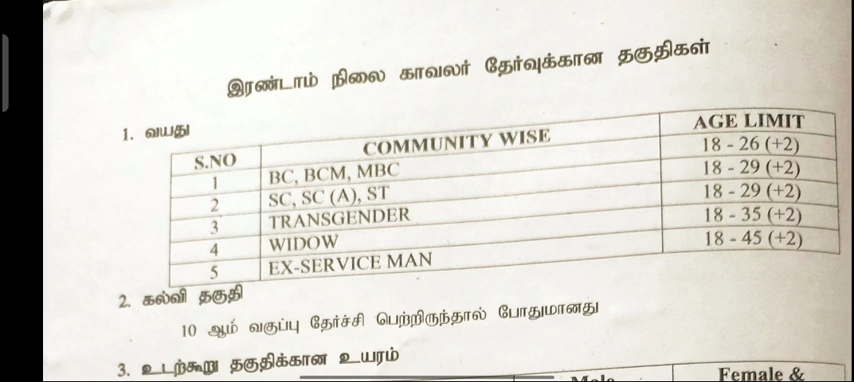 இரண்டாம் நிலை காவலர் தேர்வுக்கான தகுதிகள்
1. வயது
S.NO COMMUNITY WISE AGE LIMIT
1 BC, BCM, MBC 18 - 26 (+2)
2 SC, SC (A), ST 18 - 29 (+2)
3 TRANSGENDER 18 - 29 (+2)
4 WIDOW 18 - 35 (+2)
5 EX-SERVICE MAN 18 - 45 (+2)
2. கல்வி தகுதி
10 ஆம் வகுப்பு தேர்ச்சி பெற்றிருந்தால் போதுமானது
3. உடற்கூறு தகுதிக்கான உயரம்
Male Female &